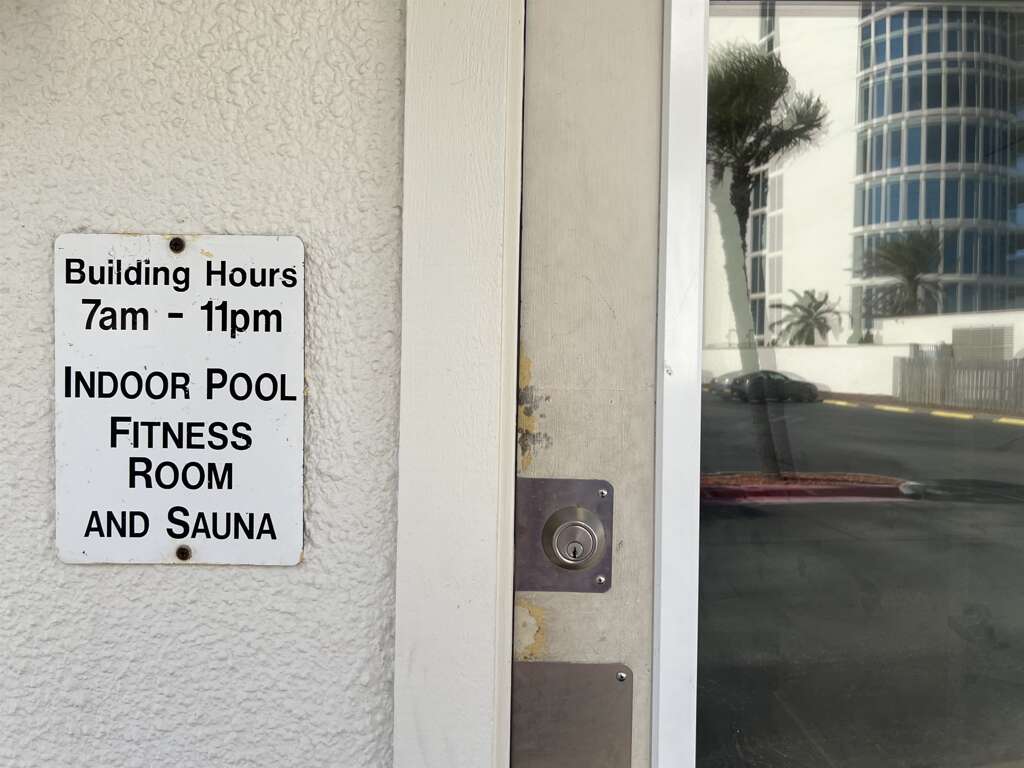 Building Hours
7am - 11pm
INDOOR POOL
FITNESS
ROOM
AND SAUNA